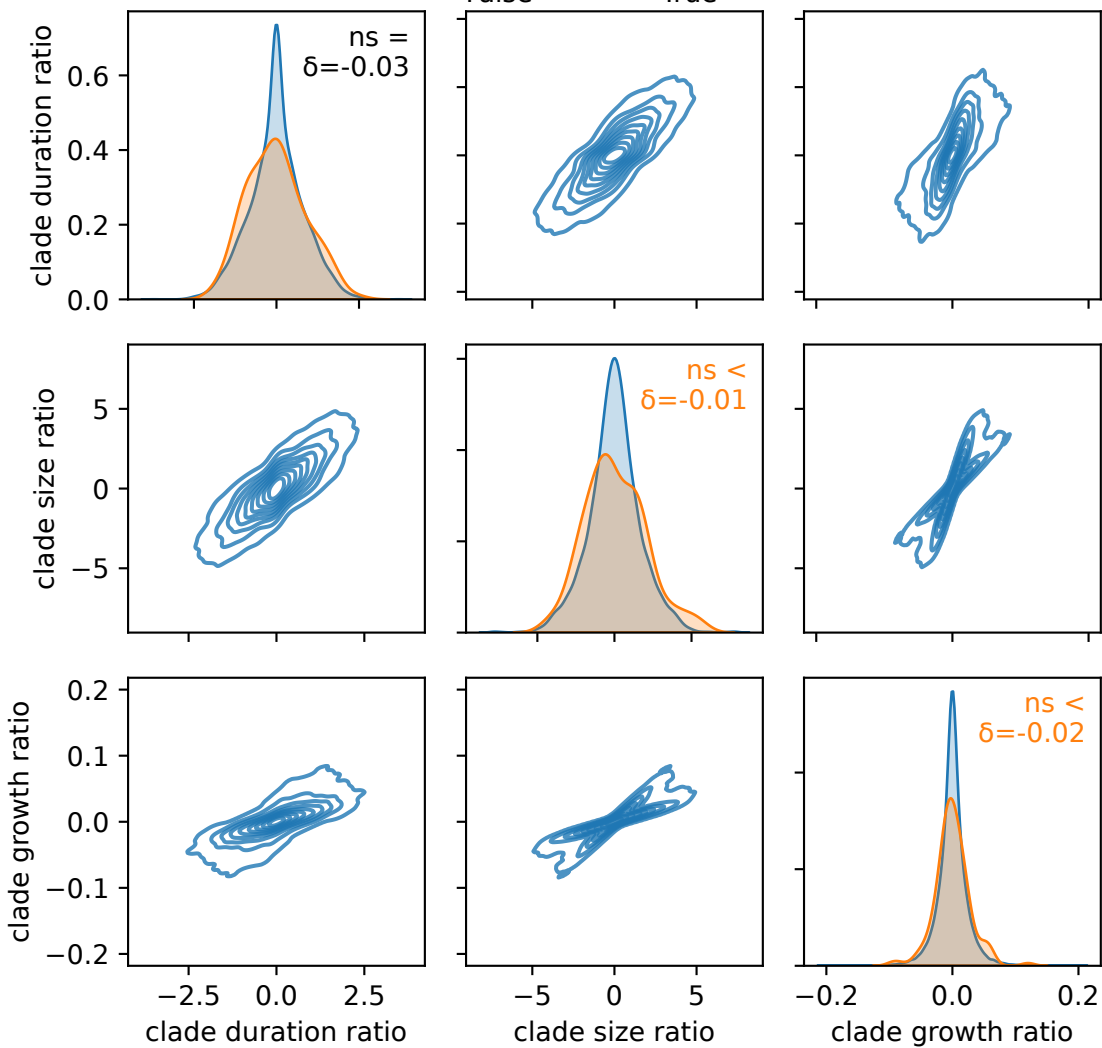 clade duration ratio
0.6
0.4
0.2
0.0
ns =
δ=-0.03
clade size ratio
5
0
−5
ns <
δ=-0.01
clade growth ratio
0.2
0.1
0.0
−0.1
−0.2
ns <
δ=-0.02
−2.5 0.0 2.5
−5 0 5
−0.2 0.0 0.2
clade duration ratio
clade size ratio
clade growth ratio